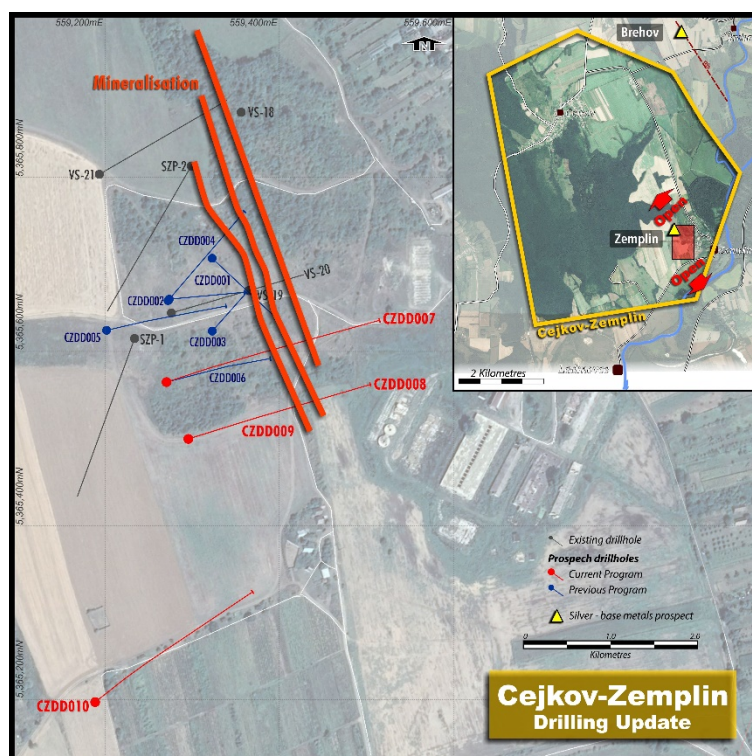 559,200mE
559,400mE
559,600mE
N
Mineralisation
VS-18
5,365,800mN
VS-21
SZP-2
CZDD004
CZDD001
VS-20
CZDD002
VS-19
5,365,600mN
CZDD005
SZP-1
CZDD003
CZDD007
CZDD006
CZDD008
CZDD009
5,365,400mN
5,365,200mN
CZDD010
Brehov
Open
Zemplin
Open
Cejkov-Zemplin
2 Kilometres
Existing drillhole
Prospech drillholes
Current Program
Previous Program
Silver - base metals prospect
0
1.0
2.0
Kilometres
Cejkov-Zemplin
Drilling Update